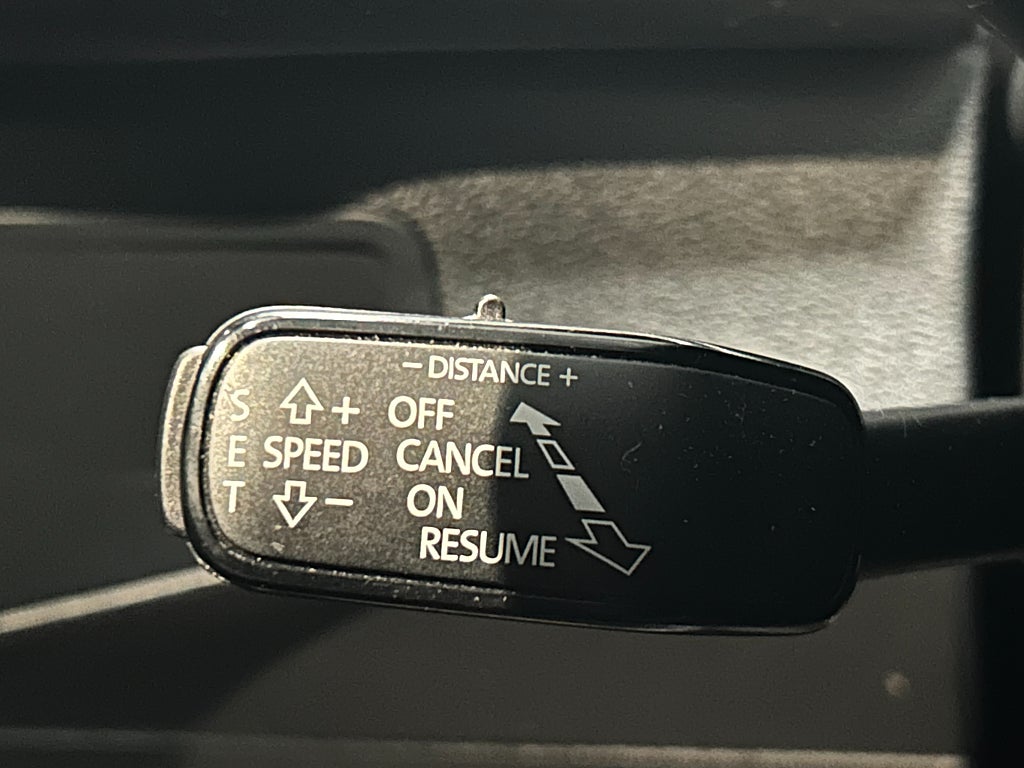 − DISTANCE +
S + OFF
E SPEED CANCEL
T − ON
RESUME